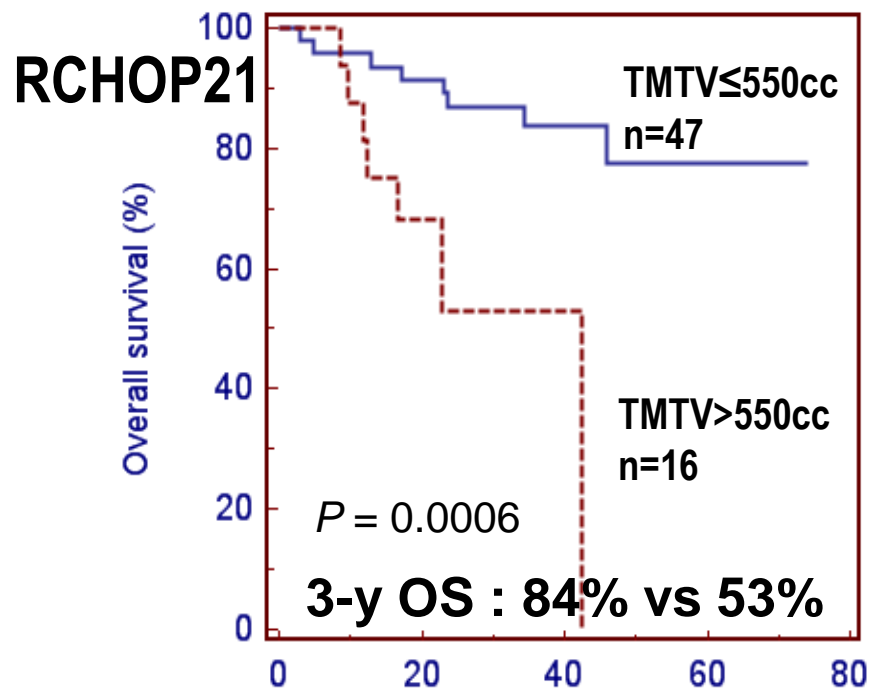 RCHOP21
Overall survival (%)
100
80
60
40
20
0
0 20 40 60 80
TMTV≤550cc
n=47
TMTV>550cc
n=16
P = 0.0006
3-y OS : 84% vs 53%